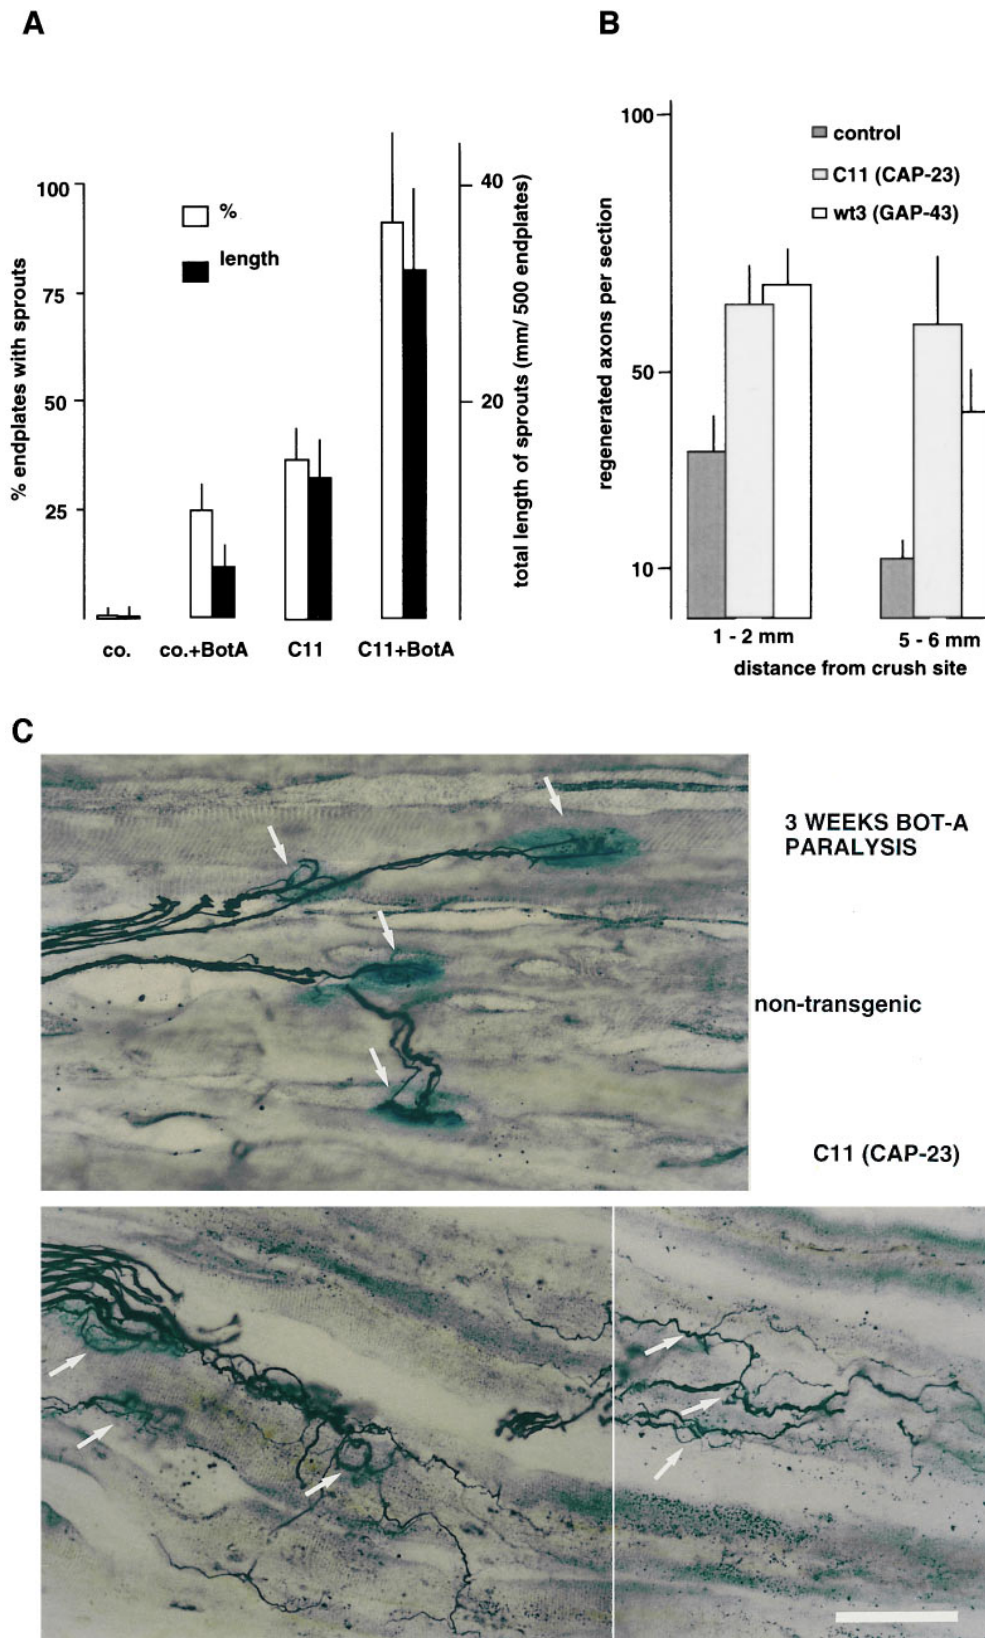 A
100
75
50
25
% endplates with sprouts
%
length
40
20
total length of sprouts (mm/ 500 endplates)
co.
co.+BotA
C11
C11+BotA
B
100
50
10
regenerated axons per section
control
C11 (CAP-23)
wt3 (GAP-43)
1 - 2 mm
5 - 6 mm
distance from crush site
C
3 WEEKS BOT-A
PARALYSIS
non-transgenic
C11 (CAP-23)